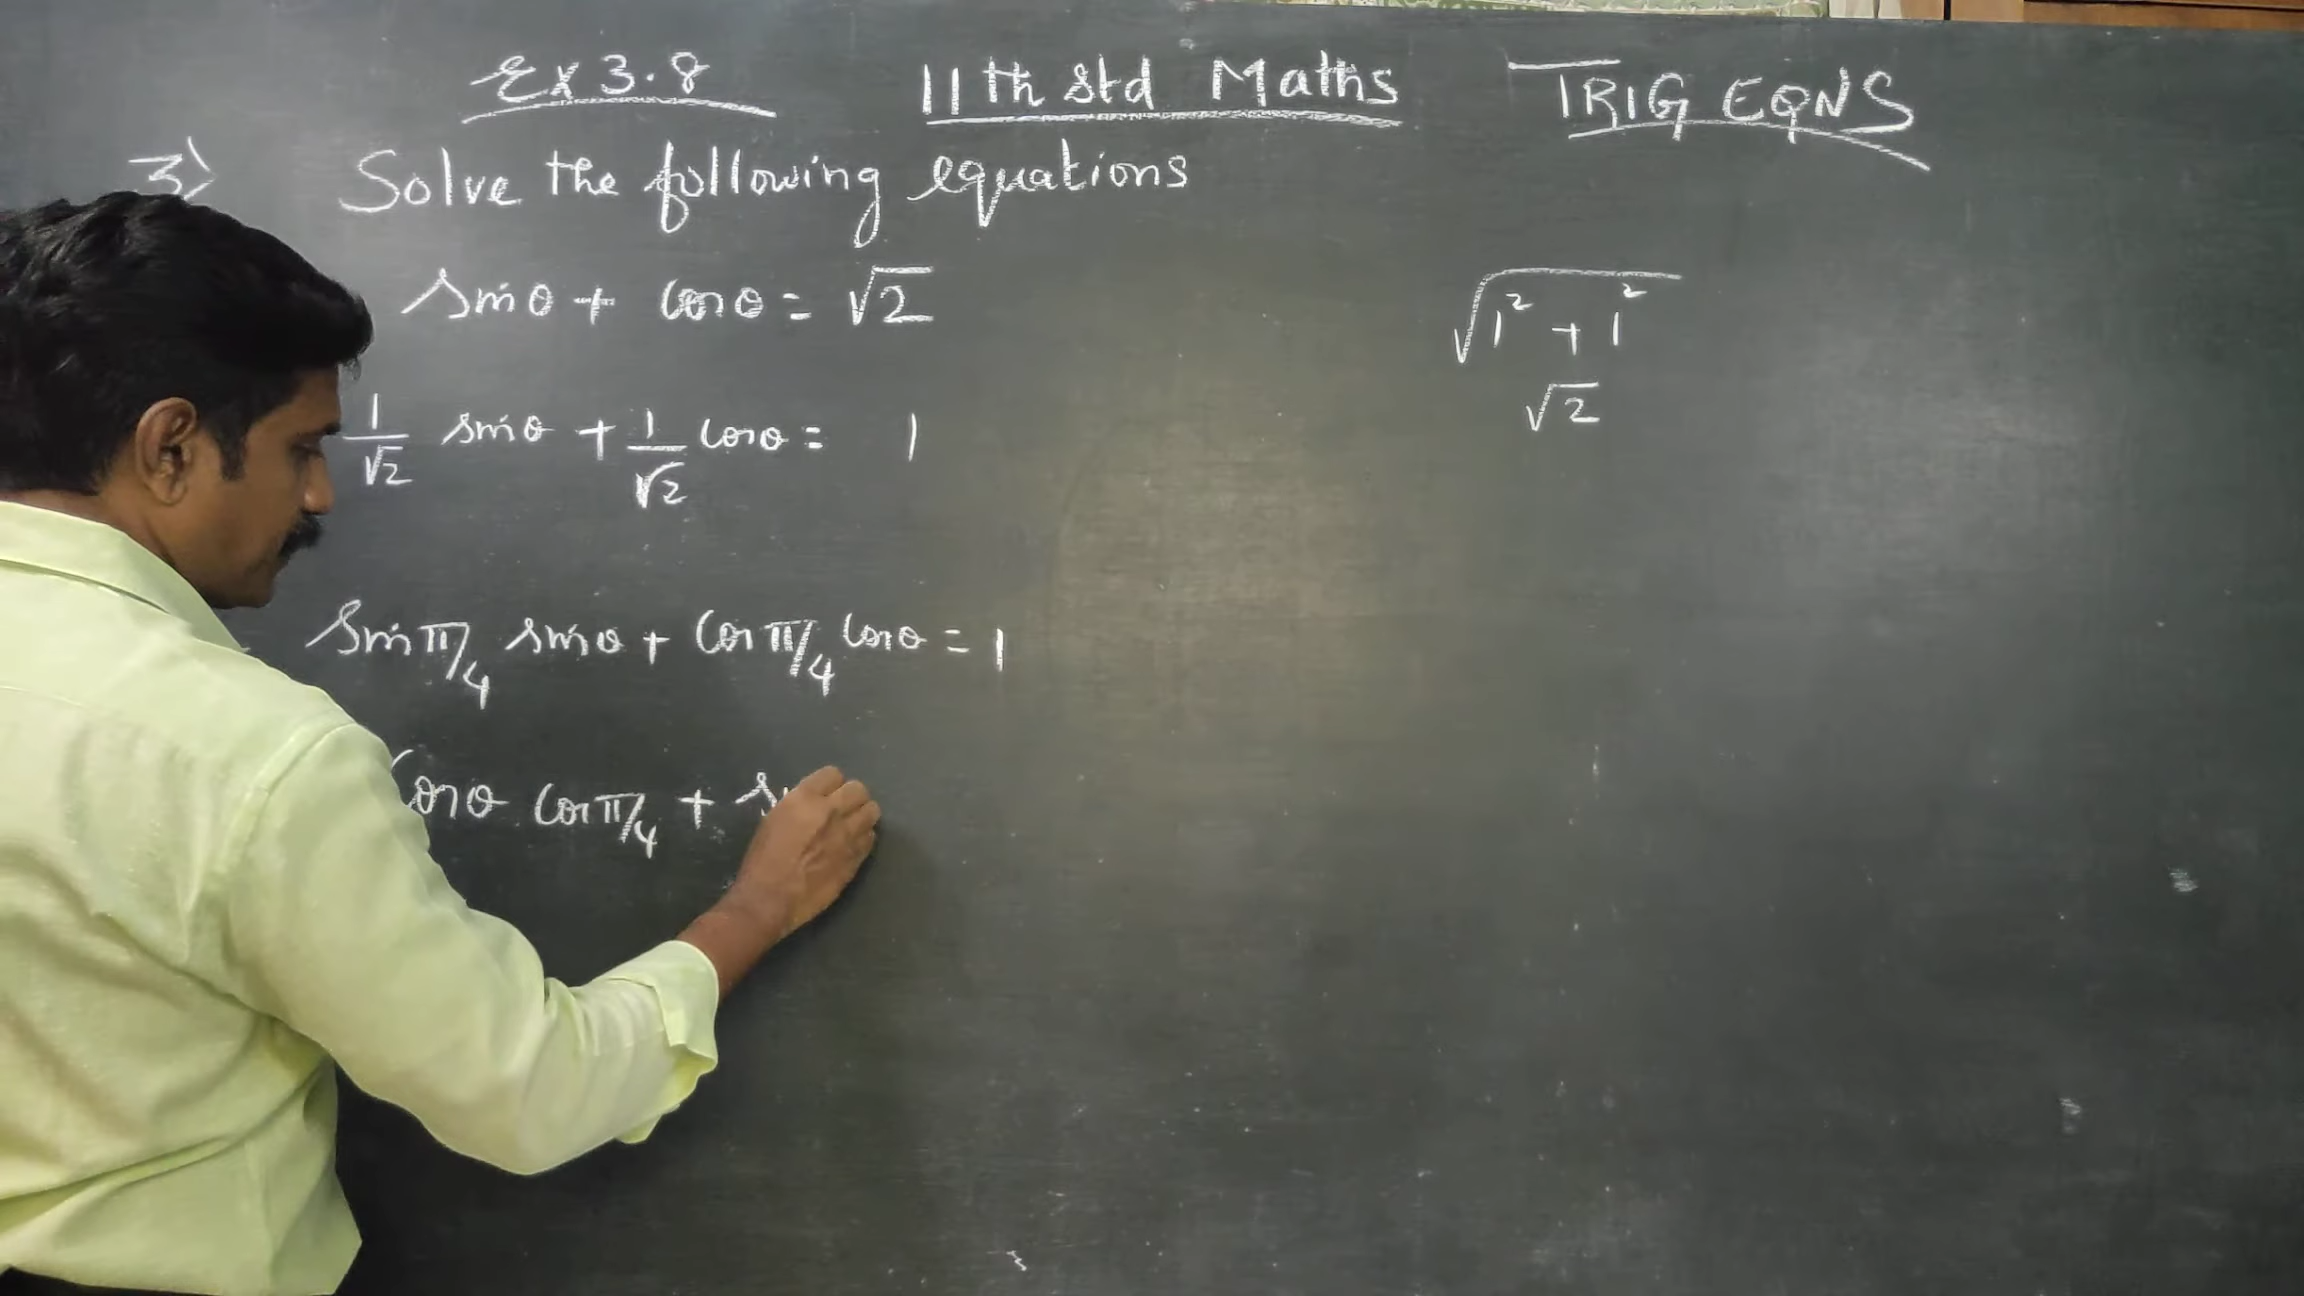 Ex 3.8 11th std Maths TRIG EQNS
3) Solve the following equations
sinθ + cosθ = √2
√(1² + 1²)
√2
1/√2 sinθ + 1/√2 cosθ = 1
sin π/4 sinθ + cos π/4 cosθ = 1
cosθ cos π/4 + s